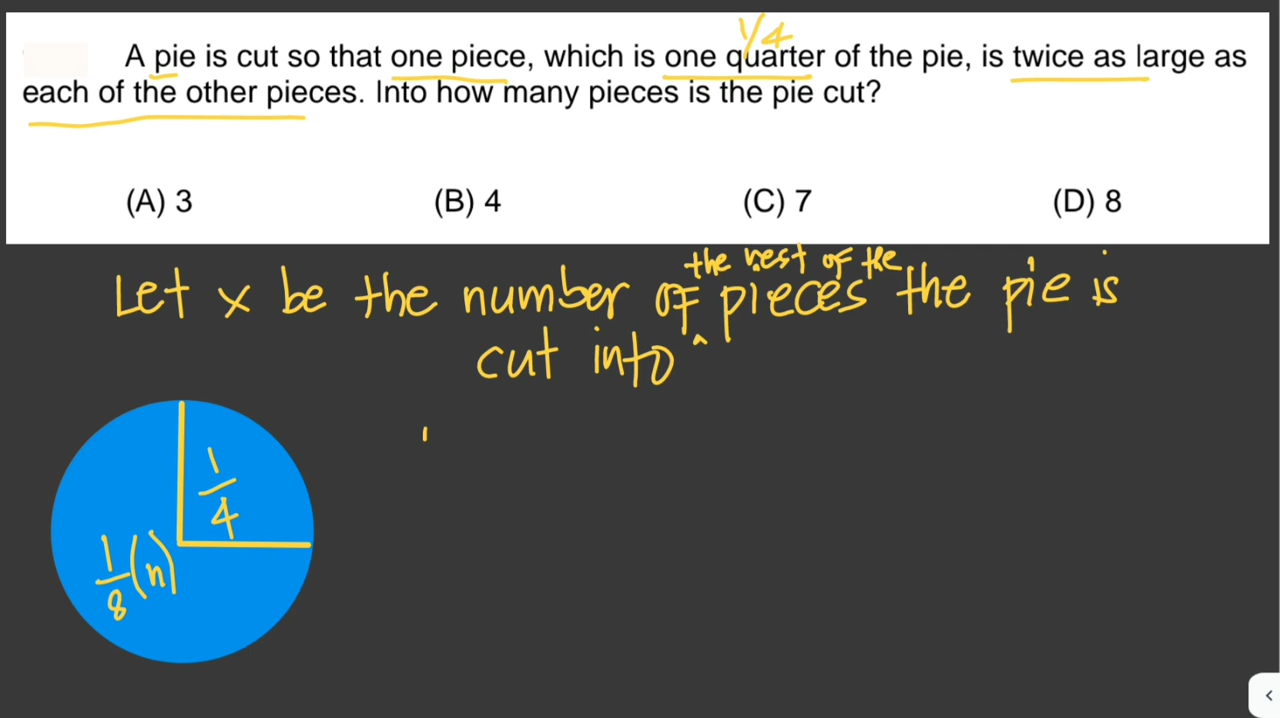 1/4
A pie is cut so that one piece, which is one quarter of the pie, is twice as large as
each of the other pieces. Into how many pieces is the pie cut?
(A) 3 (B) 4 (C) 7 (D) 8
the rest of the
Let x be the number of pieces the pie is
cut into ^
1/4
1/8 (n)